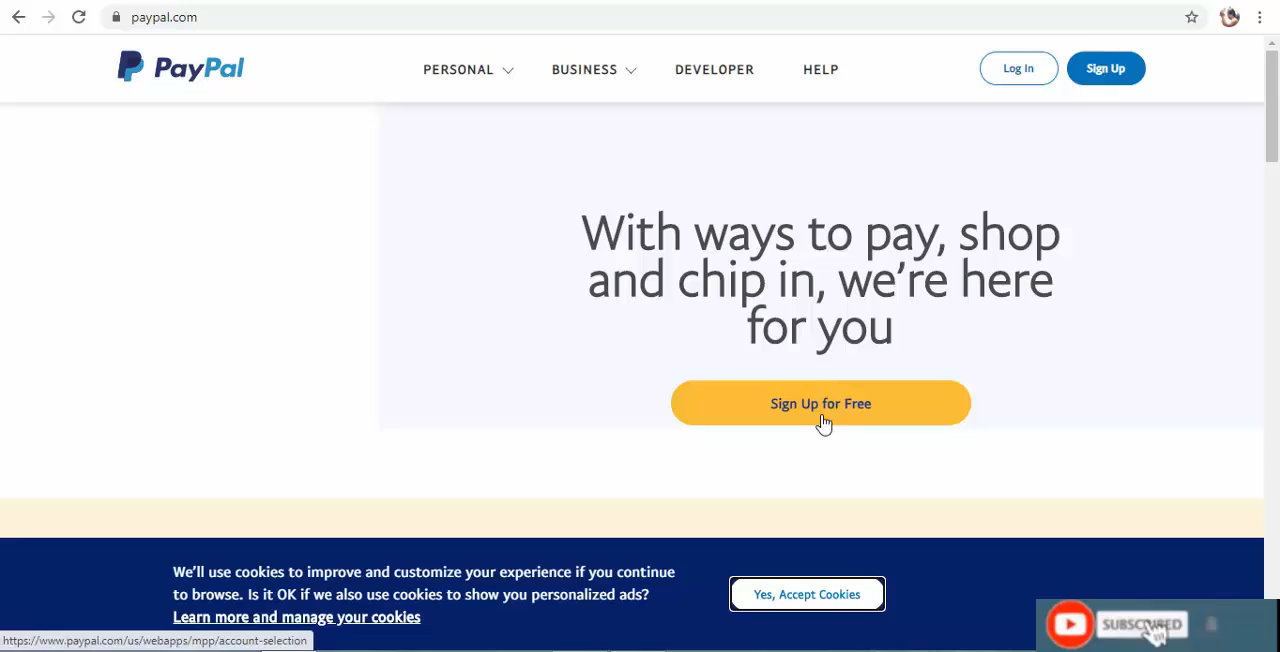 paypal.com
PayPal
PERSONAL
BUSINESS
DEVELOPER
HELP
Log In
Sign Up
With ways to pay, shop
and chip in, we're here
for you
Sign Up for Free
We'll use cookies to improve and customize your experience if you continue
to browse. Is it OK if we also use cookies to show you personalized ads?
Learn more and manage your cookies
Yes, Accept Cookies
https://www.paypal.com/us/webapps/mpp/account-selection
SUBSCRIBED